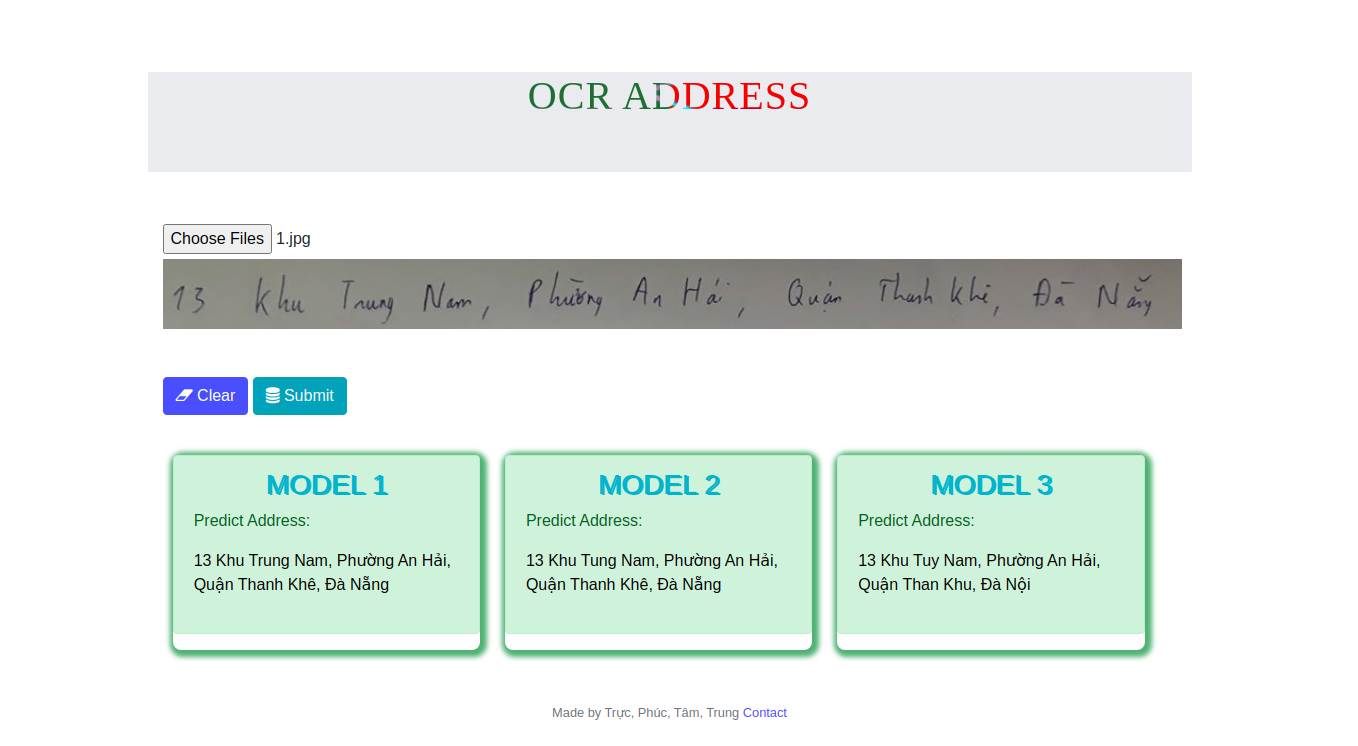 OCR ADDRESS
Choose Files 1.jpg
13 Khu Trung Nam, Phường An Hải, Quận Thanh Khê, Đà Nẵng
Clear Submit
MODEL 1
Predict Address:
13 Khu Trung Nam, Phường An Hải,
Quận Thanh Khê, Đà Nẵng
MODEL 2
Predict Address:
13 Khu Tung Nam, Phường An Hải,
Quận Thanh Khê, Đà Nẵng
MODEL 3
Predict Address:
13 Khu Tuy Nam, Phường An Hải,
Quận Than Khu, Đà Nội
Made by Trực, Phúc, Tâm, Trung Contact